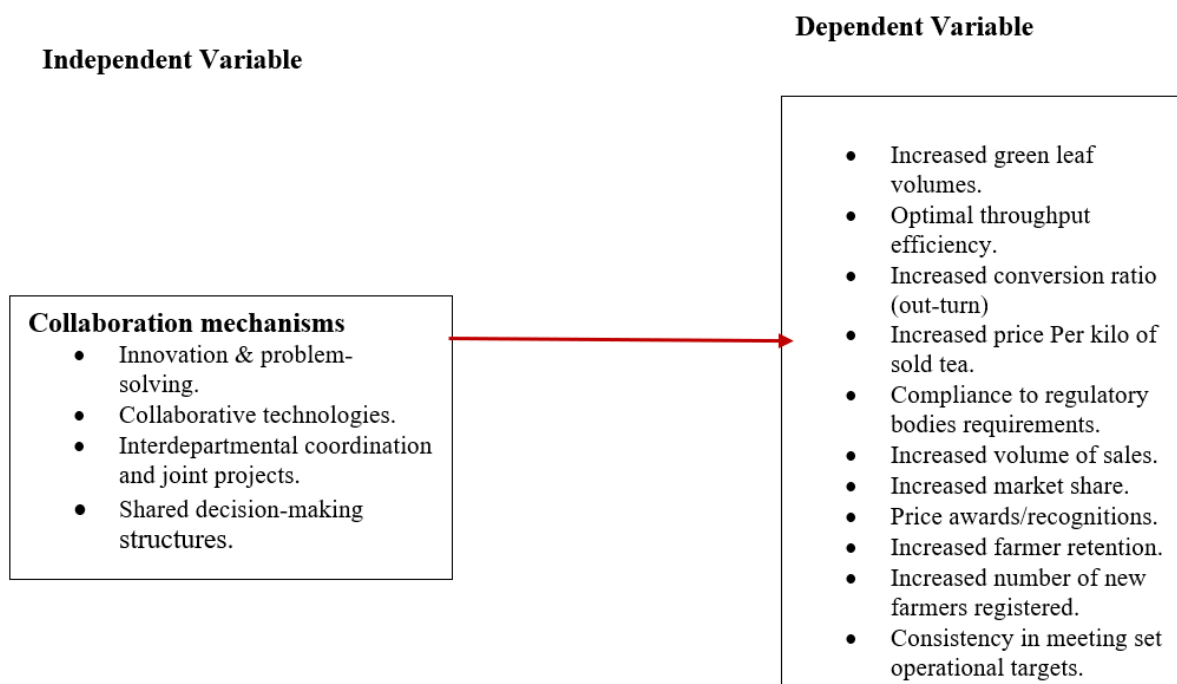 Independent Variable
Collaboration mechanisms
• Innovation & problem-
solving.
• Collaborative technologies.
• Interdepartmental coordination
and joint projects.
• Shared decision-making
structures.
Dependent Variable
• Increased green leaf
volumes.
• Optimal throughput
efficiency.
• Increased conversion ratio
(out-turn)
• Increased price Per kilo of
sold tea.
• Compliance to regulatory
bodies requirements.
• Increased volume of sales.
• Increased market share.
• Price awards/recognitions.
• Increased farmer retention.
• Increased number of new
farmers registered.
• Consistency in meeting set
operational targets.